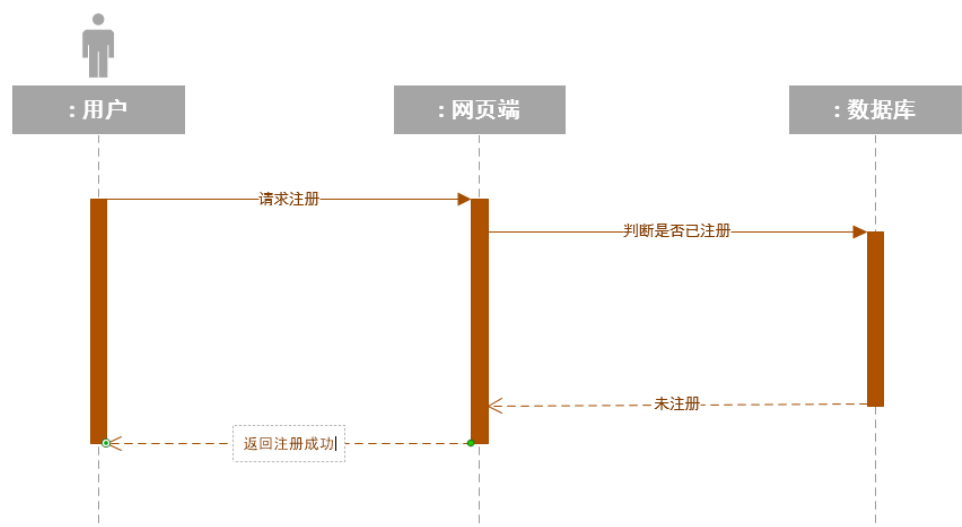 : 用户
: 网页端
: 数据库
请求注册
判断是否已注册
未注册
返回注册成功